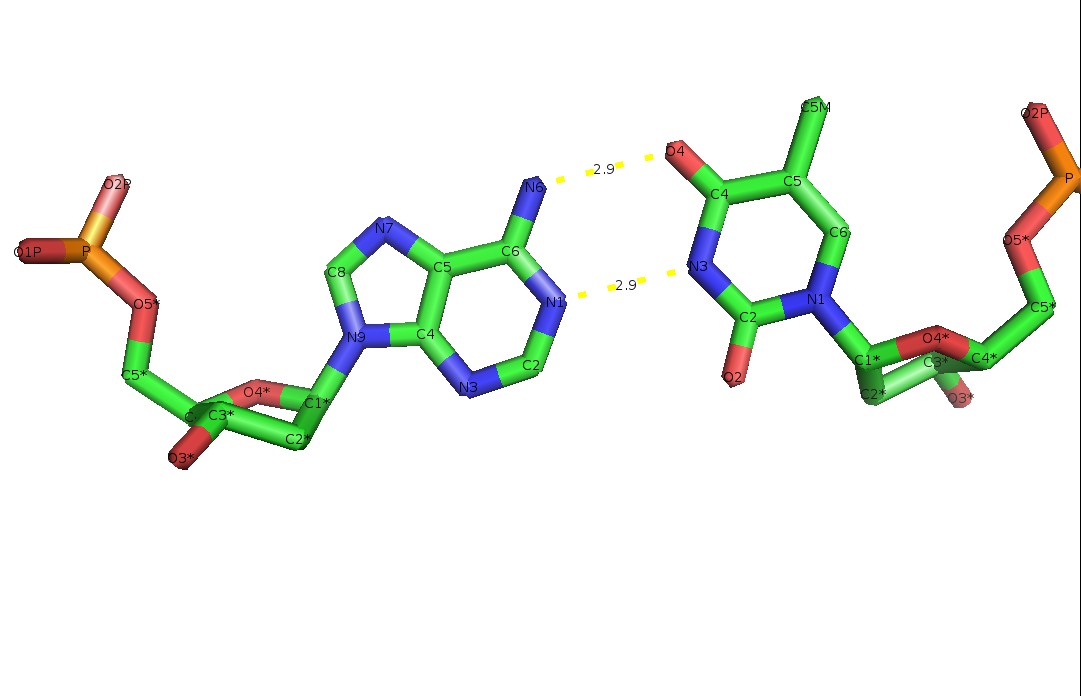 C5M
O2P
O4
2.9
O2P
N6
C4
C5
P
N7
C6
C6
O5*
O1P
P
C8
C5
N3
2.9
O5*
N1
N1
C5*
N9
C4
C2
O4*
C5*
N3
C2
O2
C1*
C3*
C4*
O4*
C1*
C2*
O3*
C
C3*
C2*
O3*